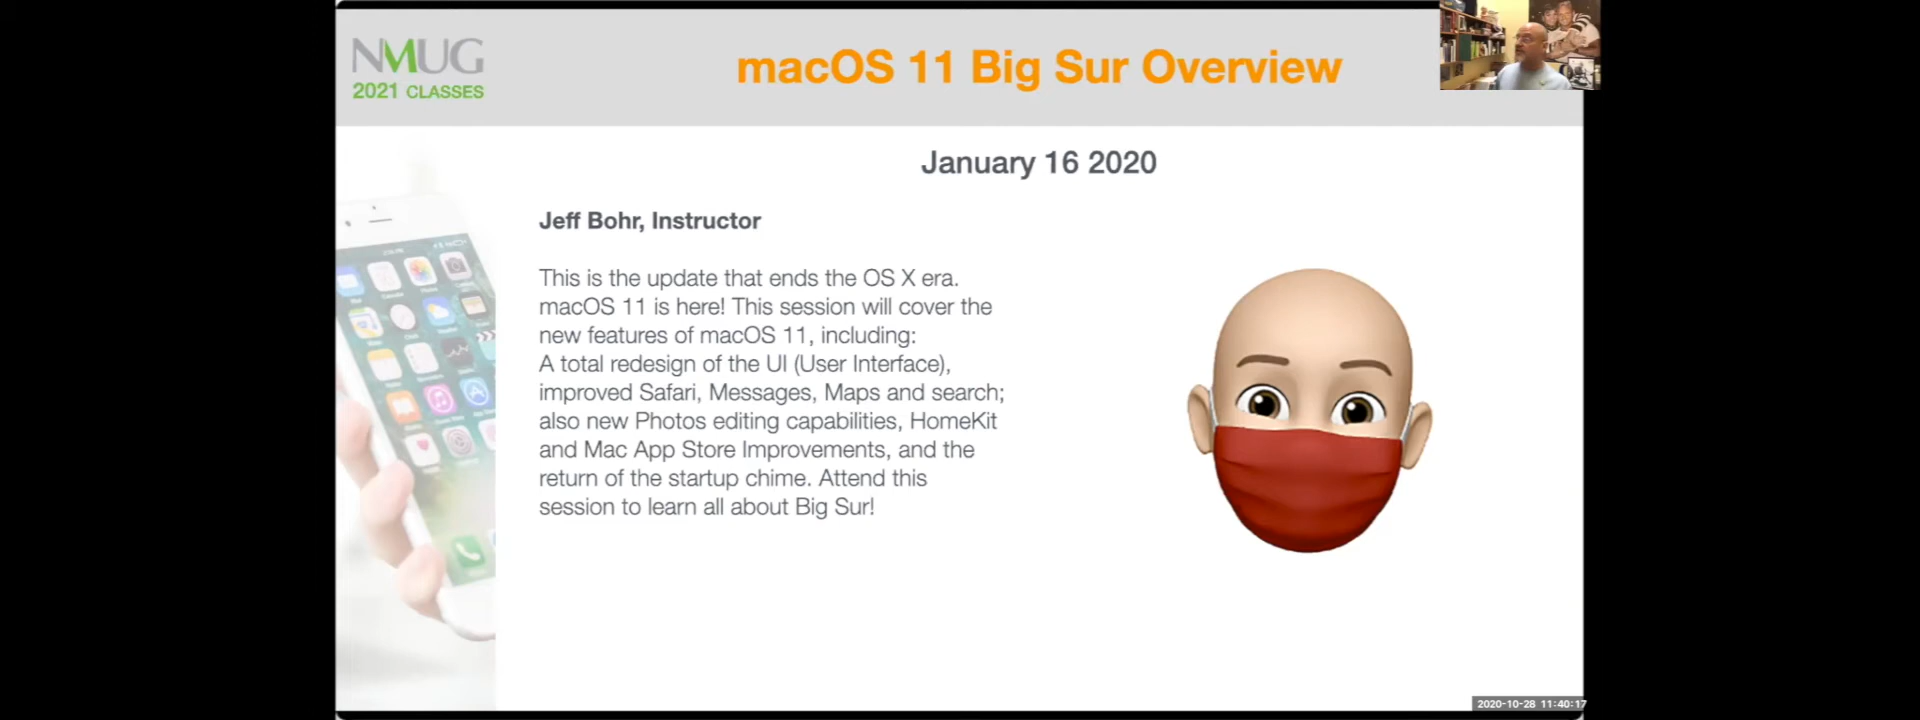 NMUG
2021 CLASSES
macOS 11 Big Sur Overview
January 16 2020
Jeff Bohr, Instructor
This is the update that ends the OS X era.
macOS 11 is here! This session will cover the
new features of macOS 11, including:
A total redesign of the UI (User Interface),
improved Safari, Messages, Maps and search;
also new Photos editing capabilities, HomeKit
and Mac App Store Improvements, and the
return of the startup chime. Attend this
session to learn all about Big Sur!
2020-10-28 11:40:17